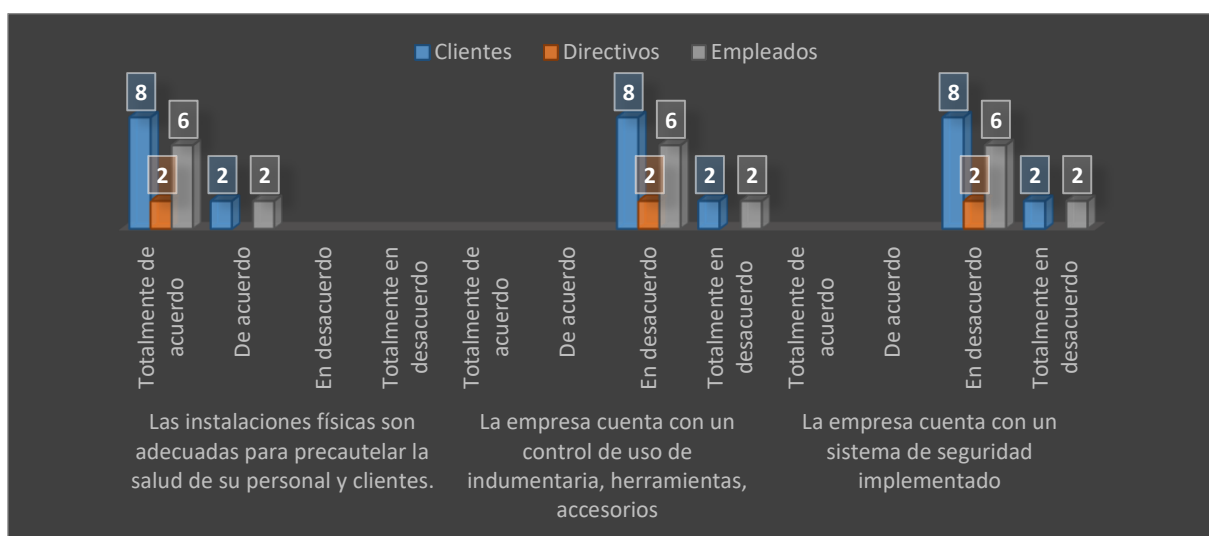 Clientes Directivos Empleados
8 8 8
6 6 6
2 2 2 2 2 2 2 2 2
Totalmente de
acuerdo
De acuerdo
En desacuerdo
Totalmente en
desacuerdo
Totalmente de
acuerdo
De acuerdo
En desacuerdo
Totalmente en
desacuerdo
Totalmente de
acuerdo
De acuerdo
En desacuerdo
Totalmente en
desacuerdo
Las instalaciones físicas son
adecuadas para precautelar la
salud de su personal y clientes.
La empresa cuenta con un
control de uso de
indumentaria, herramientas,
accesorios
La empresa cuenta con un
sistema de seguridad
implementado